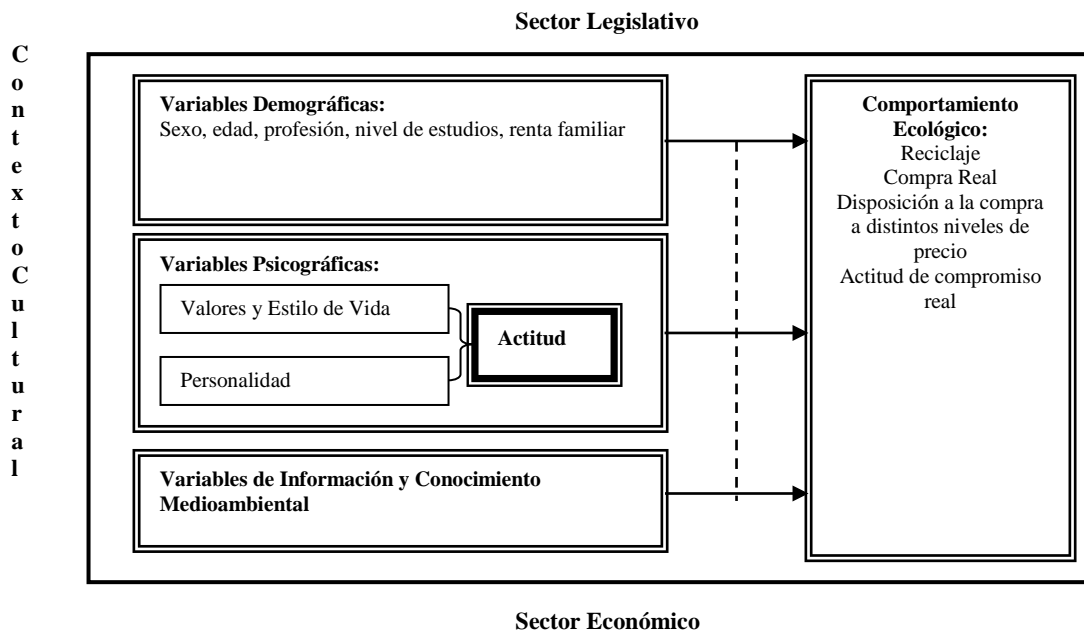 Sector Legislativo
Contexto Cultural
Variables Demográficas:
Sexo, edad, profesión, nivel de estudios, renta familiar
Variables Psicográficas:
Valores y Estilo de Vida
Personalidad
Actitud
Variables de Información y Conocimiento
Medioambiental
Comportamiento
Ecológico:
Reciclaje
Compra Real
Disposición a la compra
a distintos niveles de
precio
Actitud de compromiso
real
Sector Económico